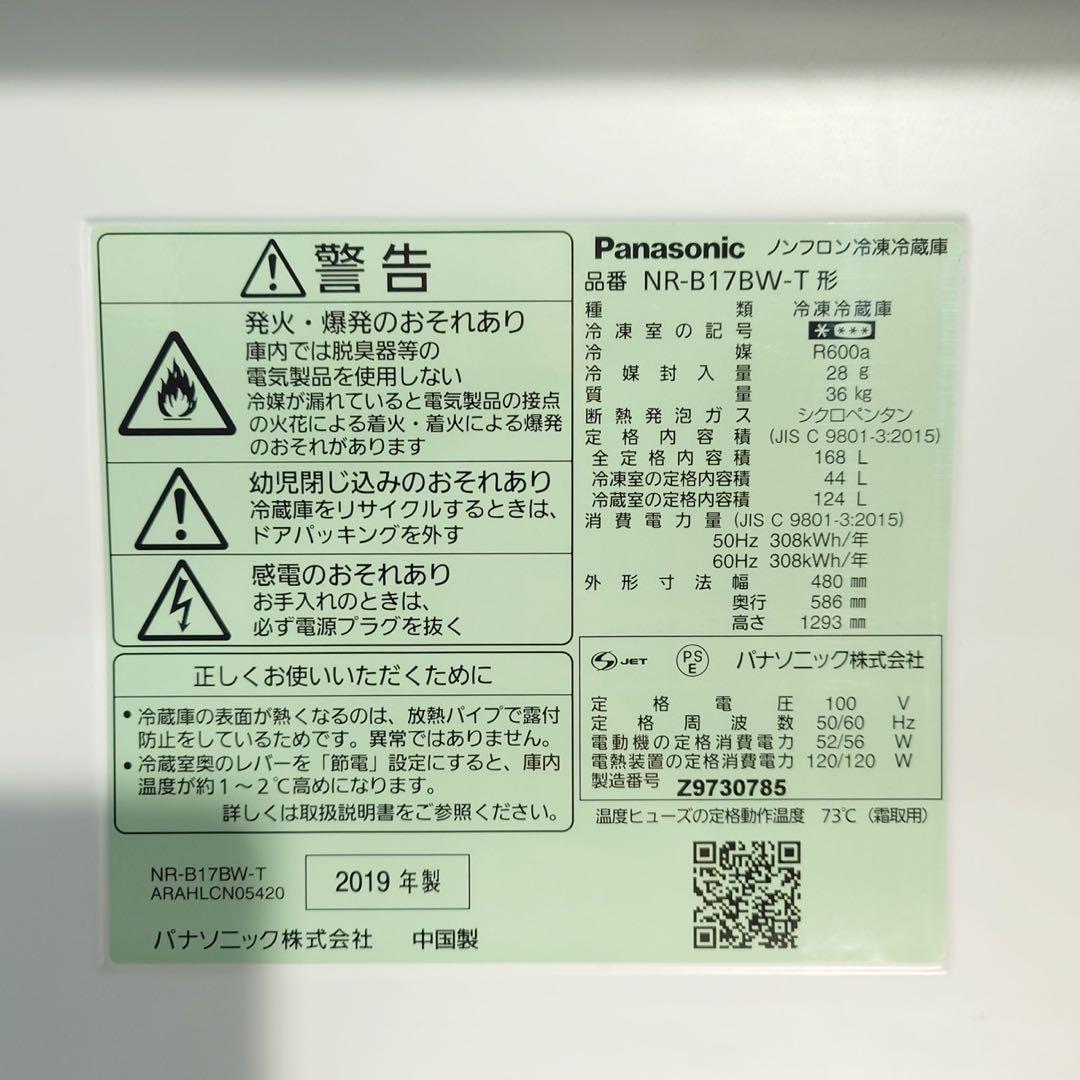 警告
発火・爆発のおそれあり
庫内では脱臭器等の
電気製品を使用しない
冷媒が漏れていると電気製品の接点
の火花による着火・着火による爆発
のおそれがあります
幼児閉じ込みのおそれあり
冷蔵庫をリサイクルするときは、
ドアパッキングを外す
感電のおそれあり
お手入れのときは、
必ず電源プラグを抜く
正しくお使いいただくために
・冷蔵庫の表面が熱くなるのは、放熱パイプで露付
防止をしているためです。異常ではありません。
・冷蔵室奥のレバーを「節電」設定にすると、庫内
温度が約1~2℃高めになります。
詳しくは取扱説明書をご参照ください。
NR-B17BW-T
ARAHLCN05420
2019 年製
パナソニック株式会社 中国製
Panasonic ノンフロン冷凍冷蔵庫
品番 NR-B17BW-T 形
種類 冷凍冷蔵庫
冷凍室の記号 ****
冷媒 R600a
冷媒封入量 28 g
質量 36 kg
断熱発泡ガス シクロペンタン
定格内容積 (JIS C 9801-3:2015)
全定格内容積 168 L
冷凍室の定格内容積 44 L
冷蔵室の定格内容積 124 L
消費電力量 (JIS C 9801-3:2015)
50Hz 308kWh/年
60Hz 308kWh/年
外形寸法 幅 480 mm
奥行 586 mm
高さ 1293 mm
JET PSE パナソニック株式会社
定格電圧 100 V
定格周波数 50/60 Hz
電動機の定格消費電力 52/56 W
電熱装置の定格消費電力 120/120 W
製造番号 Z9730785
温度ヒューズの定格動作温度 73℃(霜取用)